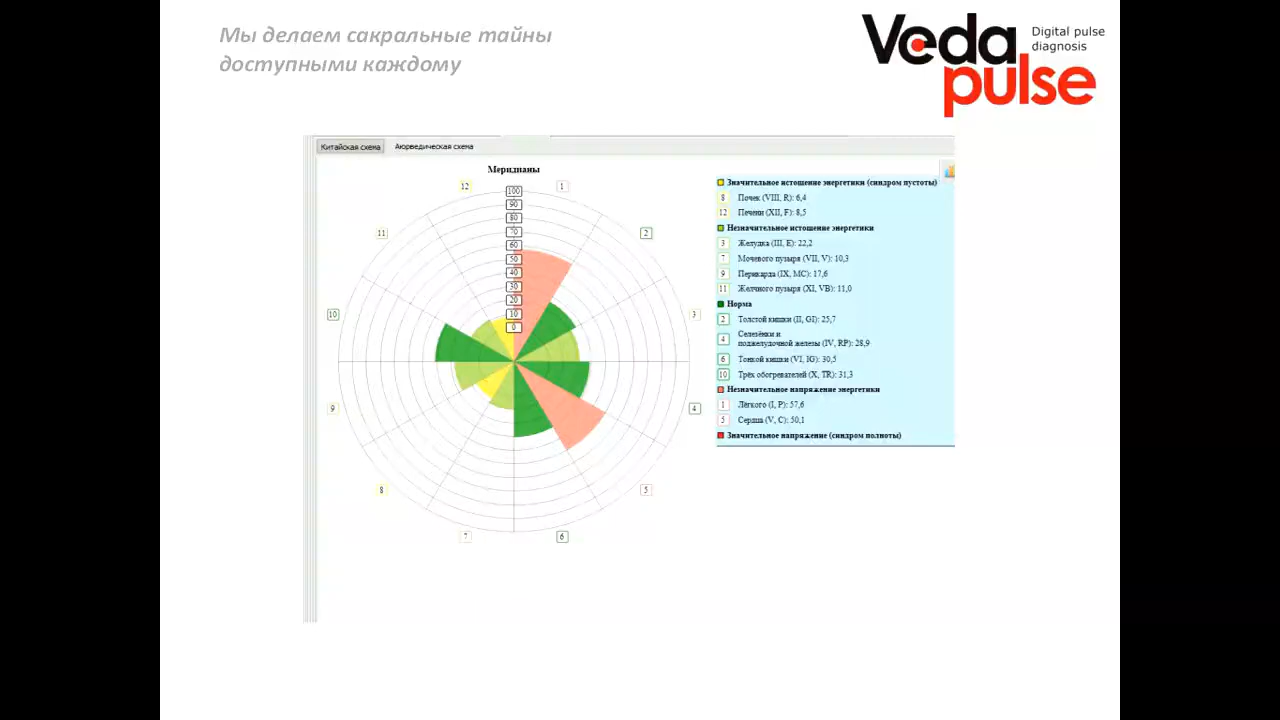 Мы делаем сакральные тайны
доступными каждому
Veda
pulse
Digital pulse
diagnosis
Китайская схема
Аюрведическая схема
Меридианы
12
1
11
2
10
3
9
4
8
5
7
6
100
90
80
70
60
50
40
30
20
10
0
Значительное истощение энергетики (синдром пустоты)
8 Почек (VIII, R): 6,4
12 Печени (XII, F): 8,5
Незначительное истощение энергетики
3 Желудка (III, E): 22,2
7 Мочевого пузыря (VII, V): 10,3
9 Перикарда (IX, MC): 17,6
11 Желчного пузыря (XI, VB): 11,0
Норма
2 Толстой кишки (II, GI): 25,7
4 Селезёнки и
поджелудочной железы (IV, RP): 28,9
6 Тонкой кишки (VI, IG): 30,5
10 Трёх обогревателей (X, TR): 31,3
Незначительное напряжение энергетики
1 Лёгкого (I, P): 57,6
5 Сердца (V, C): 50,1
Значительное напряжение (синдром полноты)